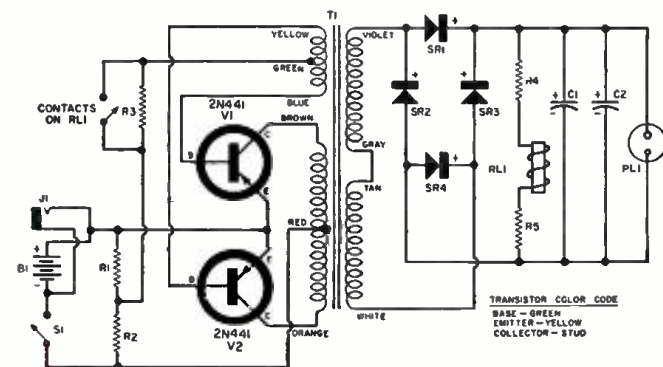 T1
YELLOW
GREEN
BLUE
VIOLET
SR1
SR2
SR3
SR4
R4
C1
C2
CONTACTS
ON RL1
R3
2N441
V1
BROWN
C
B
E
GRAY
TAN
RL1
PL1
J1
RED
B1
R1
R5
B
E
C
S1
R2
2N441
V2
ORANGE
WHITE
TRANSISTOR COLOR CODE
BASE – GREEN
EMITTER – YELLOW
COLLECTOR – STUD